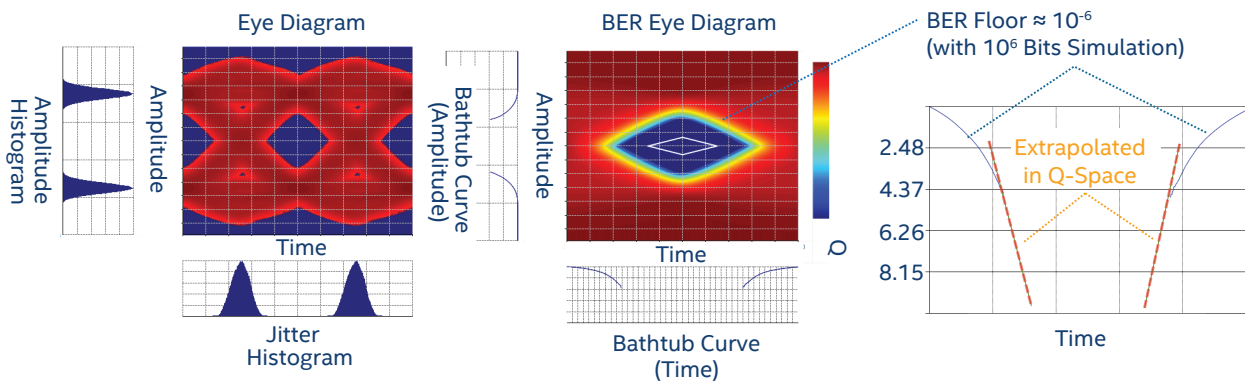 Eye Diagram
Amplitude
Histogram
Amplitude
Time
Jitter
Histogram
BER Eye Diagram
Bathtub Curve
(Amplitude)
Amplitude
Time
Q
Bathtub Curve
(Time)
BER Floor ≈ 10⁻⁶
(with 10⁶ Bits Simulation)
2.48
4.37
6.26
8.15
Extrapolated
in Q-Space
Time